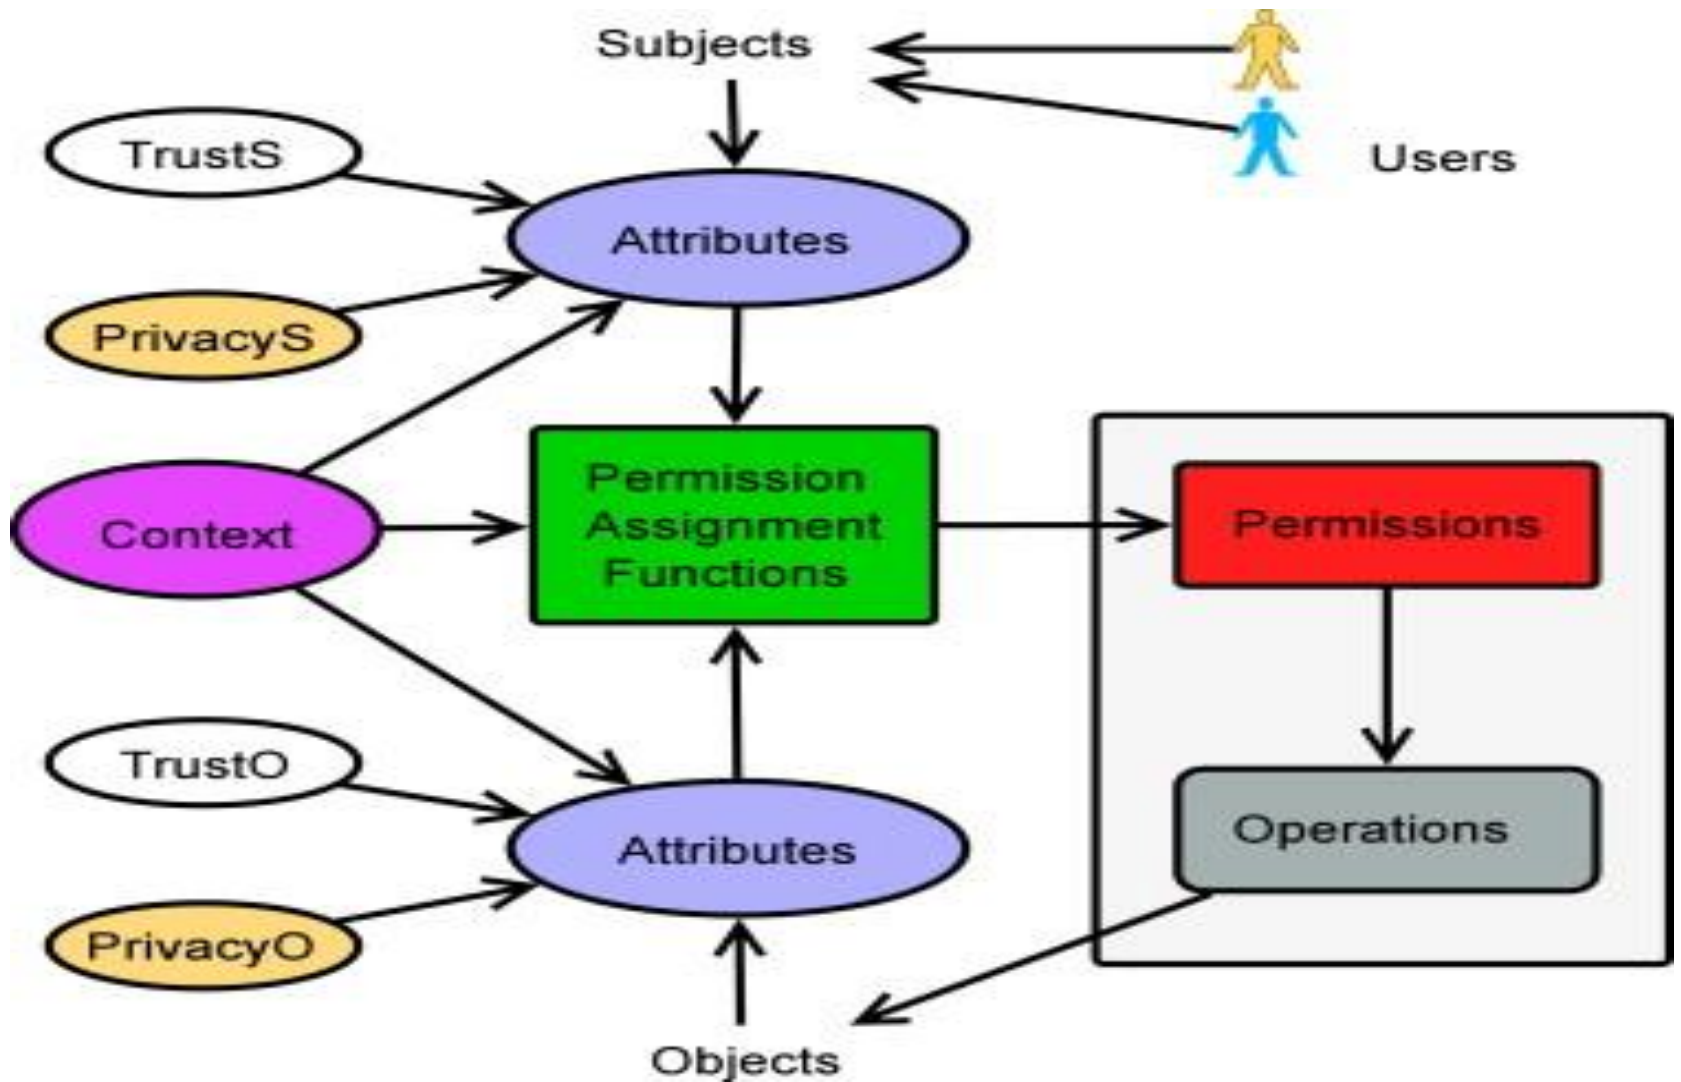 Subjects
Users
TrustS
Attributes
PrivacyS
Permission
Assignment
Functions
Context
Permissions
TrustO
Attributes
Operations
PrivacyO
Objects